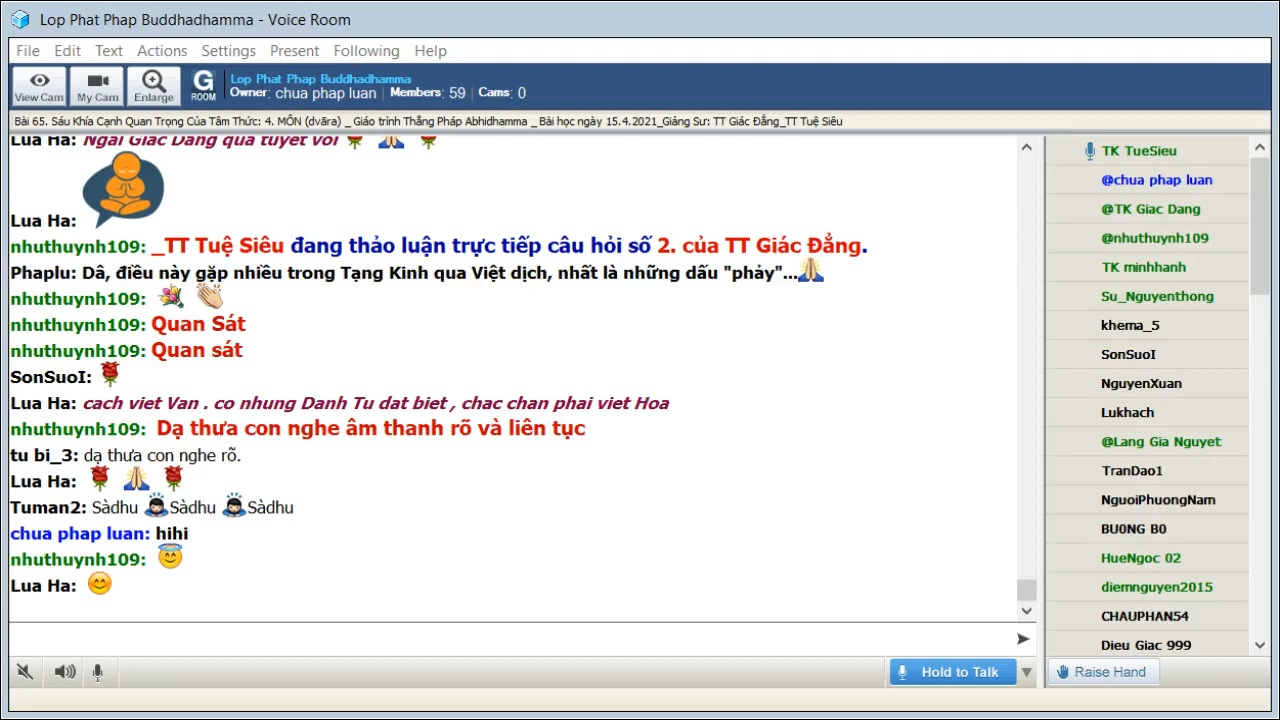 Lop Phat Phap Buddhadhamma - Voice Room
File Edit Text Actions Settings Present Following Help
View Cam My Cam Enlarge G ROOM
Lop Phat Phap Buddhadhamma
Owner: chua phap luan | Members: 59 | Cams: 0
Bài 65. Sáu Khía Cạnh Quan Trọng Của Tâm Thức: 4. MÔN (dvāra) _ Giáo trình Thắng Pháp Abhidhamma _ Bài học ngày 15.4.2021_Giảng Sư: TT Giác Đẳng_TT Tuệ Siêu
Lua Ha: Ngai Giac Dang qua tuyet voi
Lua Ha:
nhuthuynh109: _TT Tuệ Siêu đang thảo luận trực tiếp câu hỏi số 2. của TT Giác Đẳng.
Phaplu: Dâ, điều này gặp nhiều trong Tạng Kinh qua Việt dịch, nhất là những dấu "phảy"...🙏
nhuthuynh109: 💐 👏
nhuthuynh109: Quan Sát
nhuthuynh109: Quan sát
SonSuoI: 🌹
Lua Ha: cach viet Van . co nhung Danh Tu dat biet , chac chan phai viet Hoa
nhuthuynh109: Dạ thưa con nghe âm thanh rõ và liên tục
tu bi_3: dạ thưa con nghe rõ.
Lua Ha: 🌹 🙏 🌹
Tuman2: Sàdhu 🙇Sàdhu 🙇Sàdhu
chua phap luan: hihi
nhuthuynh109: 😇
Lua Ha: 😊
Hold to Talk
TK TueSieu
@chua phap luan
@TK Giac Dang
@nhuthuynh109
TK minhhanh
Su_Nguyenthong
khema_5
SonSuoI
NguyenXuan
Lukhach
@Lang Gia Nguyet
TranDao1
NguoiPhuongNam
BU0NG B0
HueNgoc 02
diemnguyen2015
CHAUPHAN54
Dieu Giac 999
Raise Hand